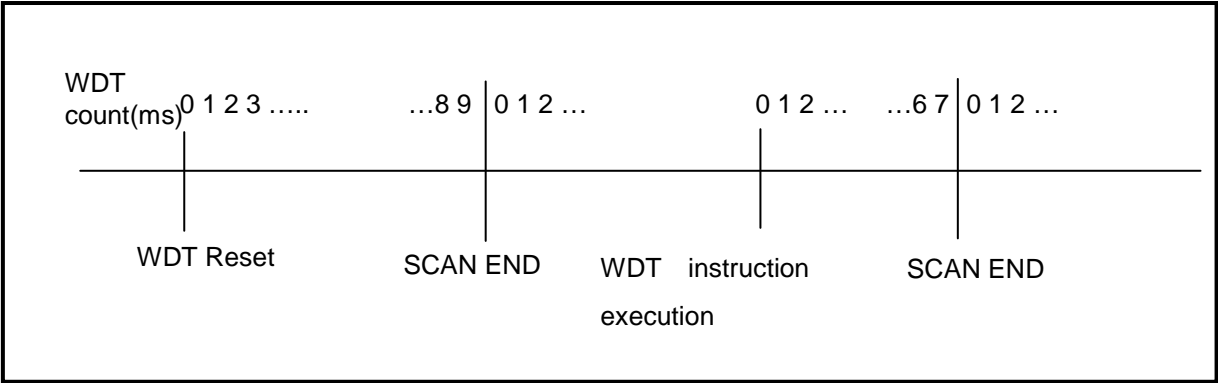 WDT
count(ms) 0 1 2 3 ..... …8 9 0 1 2 … 0 1 2 … …6 7 0 1 2 …
WDT Reset SCAN END WDT instruction SCAN END
execution